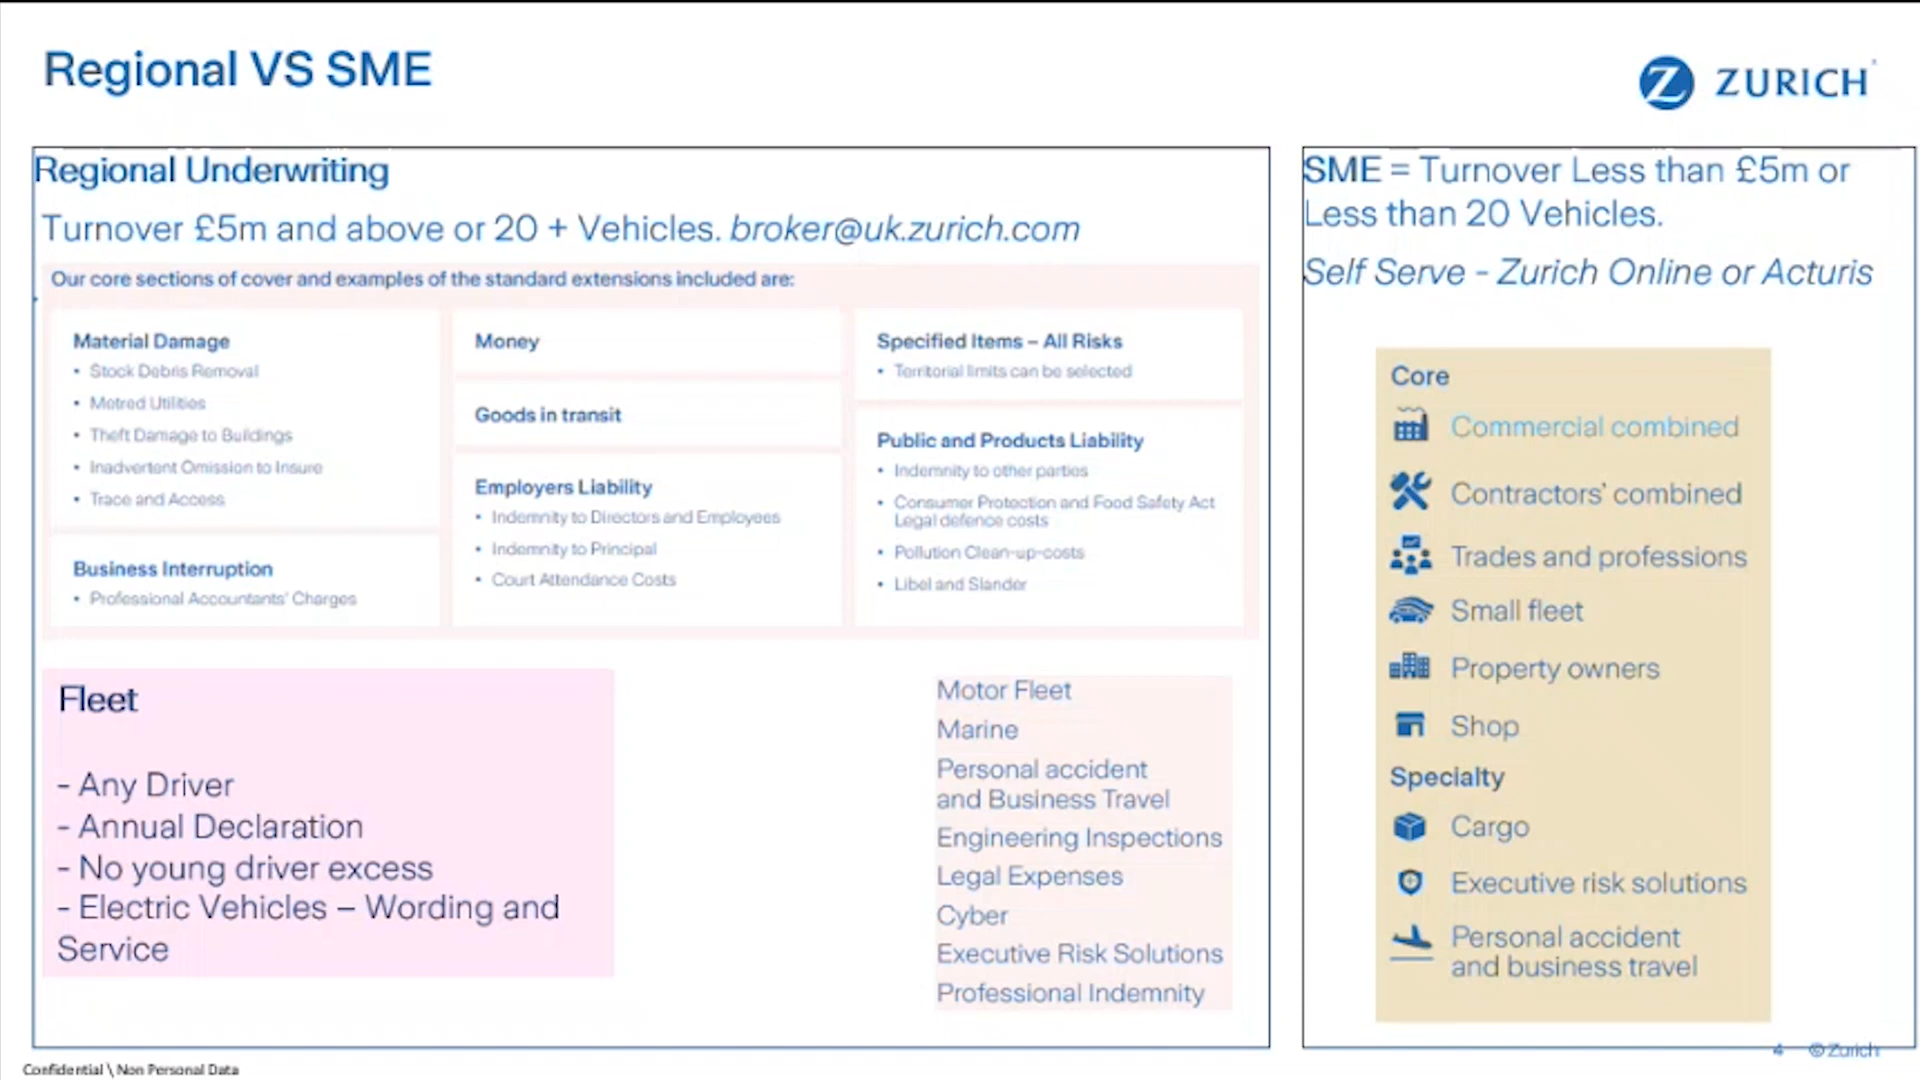 Regional VS SME
ZURICH
Regional Underwriting
Turnover £5m and above or 20 + Vehicles. broker@uk.zurich.com
Our core sections of cover and examples of the standard extensions included are:
Material Damage
• Stock Debris Removal
• Metred Utilities
• Theft Damage to Buildings
• Inadvertent Omission to Insure
• Trace and Access
Business Interruption
• Professional Accountants' Charges
Money
Goods in transit
Employers Liability
• Indemnity to Directors and Employees
• Indemnity to Principal
• Court Attendance Costs
Specified Items – All Risks
• Territorial limits can be selected
Public and Products Liability
• Indemnity to other parties
• Consumer Protection and Food Safety Act
Legal defence costs
• Pollution Clean-up-costs
• Libel and Slander
Fleet
- Any Driver
- Annual Declaration
- No young driver excess
- Electric Vehicles – Wording and
Service
Motor Fleet
Marine
Personal accident
and Business Travel
Engineering Inspections
Legal Expenses
Cyber
Executive Risk Solutions
Professional Indemnity
SME = Turnover Less than £5m or
Less than 20 Vehicles.
Self Serve - Zurich Online or Acturis
Core
Commercial combined
Contractors' combined
Trades and professions
Small fleet
Property owners
Shop
Specialty
Cargo
Executive risk solutions
Personal accident
and business travel
4 © Zurich
Confidential \ Non Personal Data